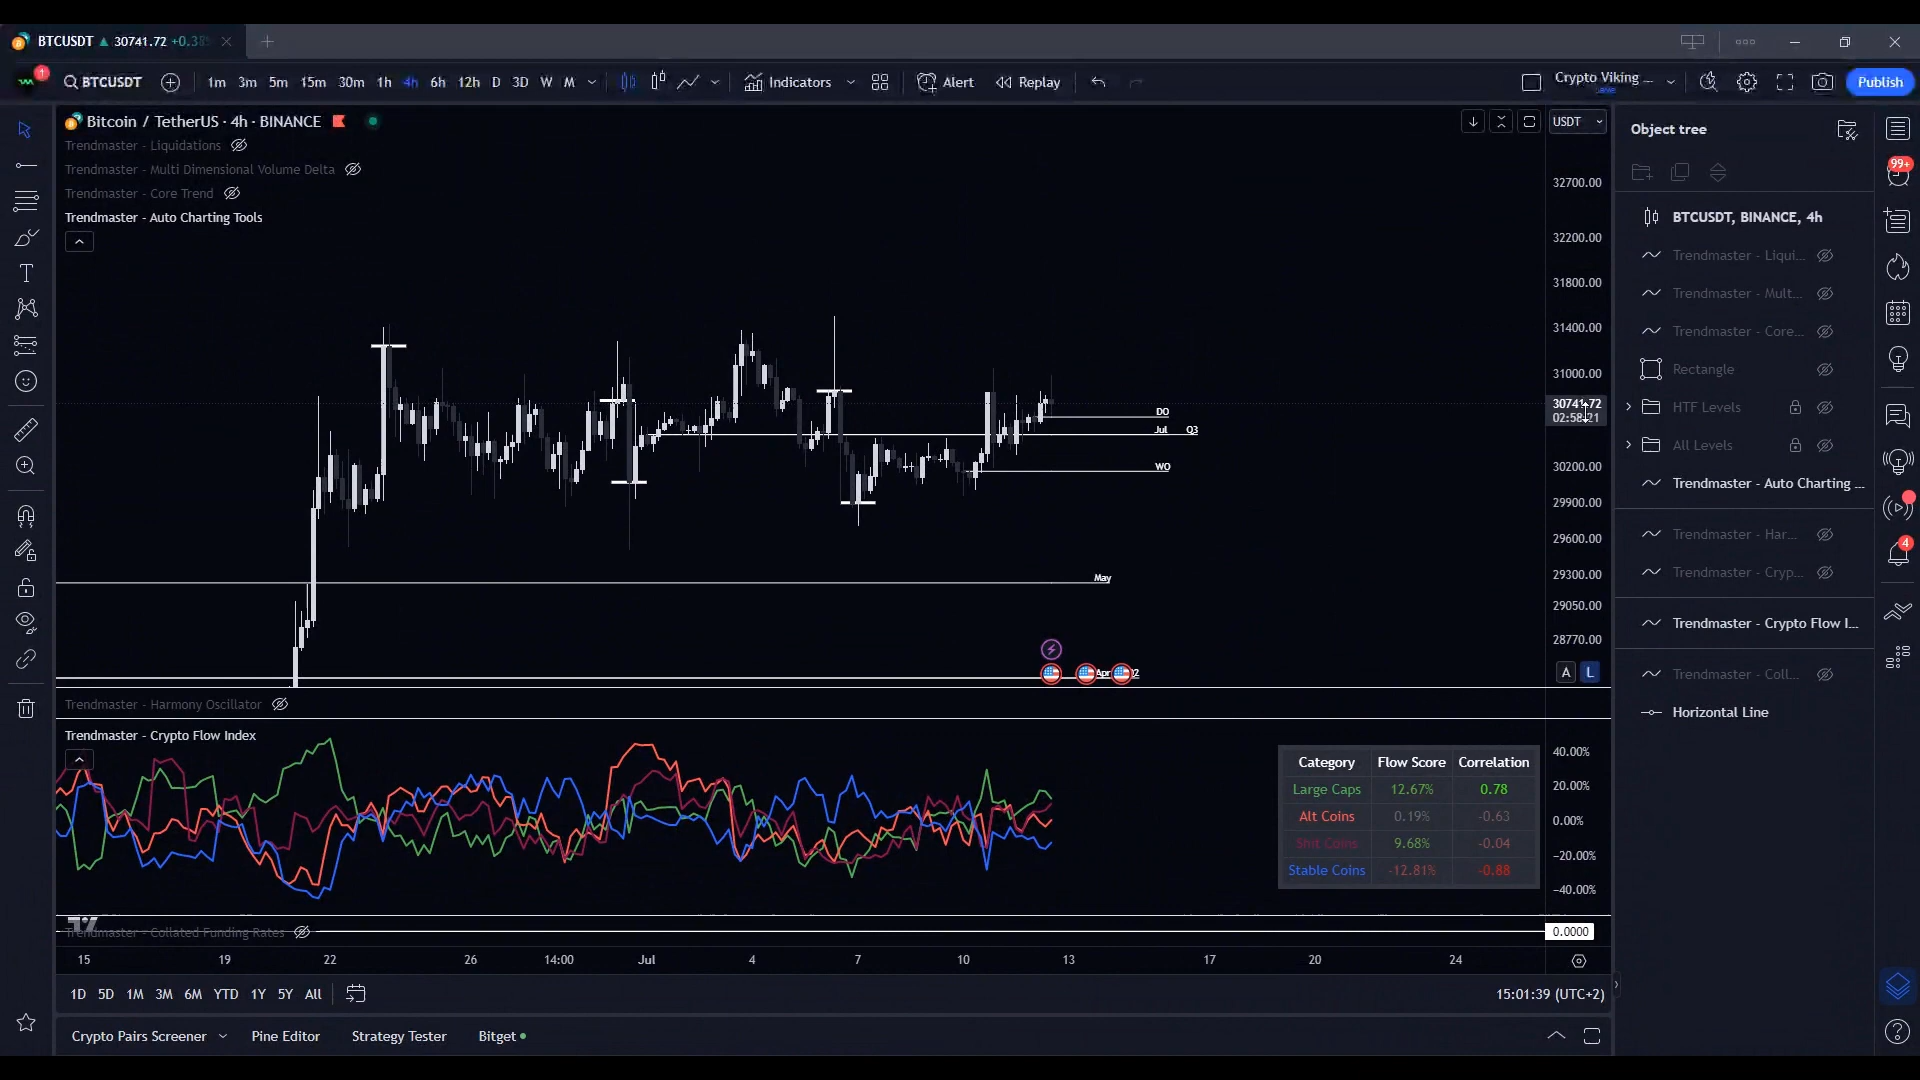 BTCUSDT ▲ 30741.72 +0.38%
1 BTCUSDT 1m 3m 5m 15m 30m 1h 4h 6h 12h D 3D W M Indicators Alert Replay Crypto Viking Publish
Bitcoin / TetherUS · 4h · BINANCE
Trendmaster - Liquidations
Trendmaster - Multi Dimensional Volume Delta
Trendmaster - Core Trend
Trendmaster - Auto Charting Tools
DO
Jul Q3
WO
May
Apr
USDT
32700.00
32200.00
31800.00
31400.00
31000.00
30741.72
02:58:21
30200.00
29900.00
29600.00
29300.00
29050.00
28770.00
A L
Trendmaster - Harmony Oscillator
Trendmaster - Crypto Flow Index
Category Flow Score Correlation
Large Caps 12.67% 0.78
Alt Coins 0.19% -0.63
Shit Coins 9.68% -0.04
Stable Coins -12.81% -0.88
40.00%
20.00%
0.00%
−20.00%
−40.00%
Trendmaster - Collated Funding Rates
0.0000
15 19 22 26 14:00 Jul 4 7 10 13 17 20 24
1D 5D 1M 3M 6M YTD 1Y 5Y All
15:01:39 (UTC+2)
Crypto Pairs Screener Pine Editor Strategy Tester Bitget
Object tree
BTCUSDT, BINANCE, 4h
Trendmaster - Liqui...
Trendmaster - Mult...
Trendmaster - Core...
Rectangle
HTF Levels
All Levels
Trendmaster - Auto Charting ...
Trendmaster - Har...
Trendmaster - Cryp...
Trendmaster - Crypto Flow I...
Trendmaster - Coll...
Horizontal Line
99+
4